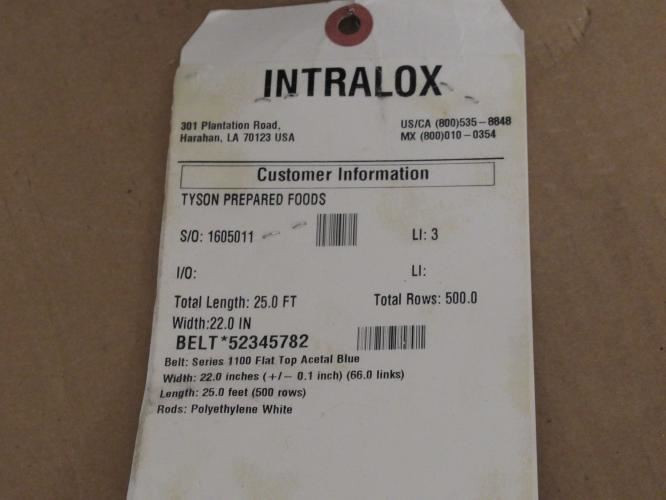 INTRALOX
301 Plantation Road, US/CA (800)535-8848
Harahan, LA 70123 USA MX (800)010-0354
Customer Information
TYSON PREPARED FOODS
S/O: 1605011 LI: 3
I/O: LI:
Total Length: 25.0 FT Total Rows: 500.0
Width:22.0 IN
BELT*52345782
Belt: Series 1100 Flat Top Acetal Blue
Width: 22.0 inches (+/- 0.1 inch) (66.0 links)
Length: 25.0 feet (500 rows)
Rods: Polyethylene White